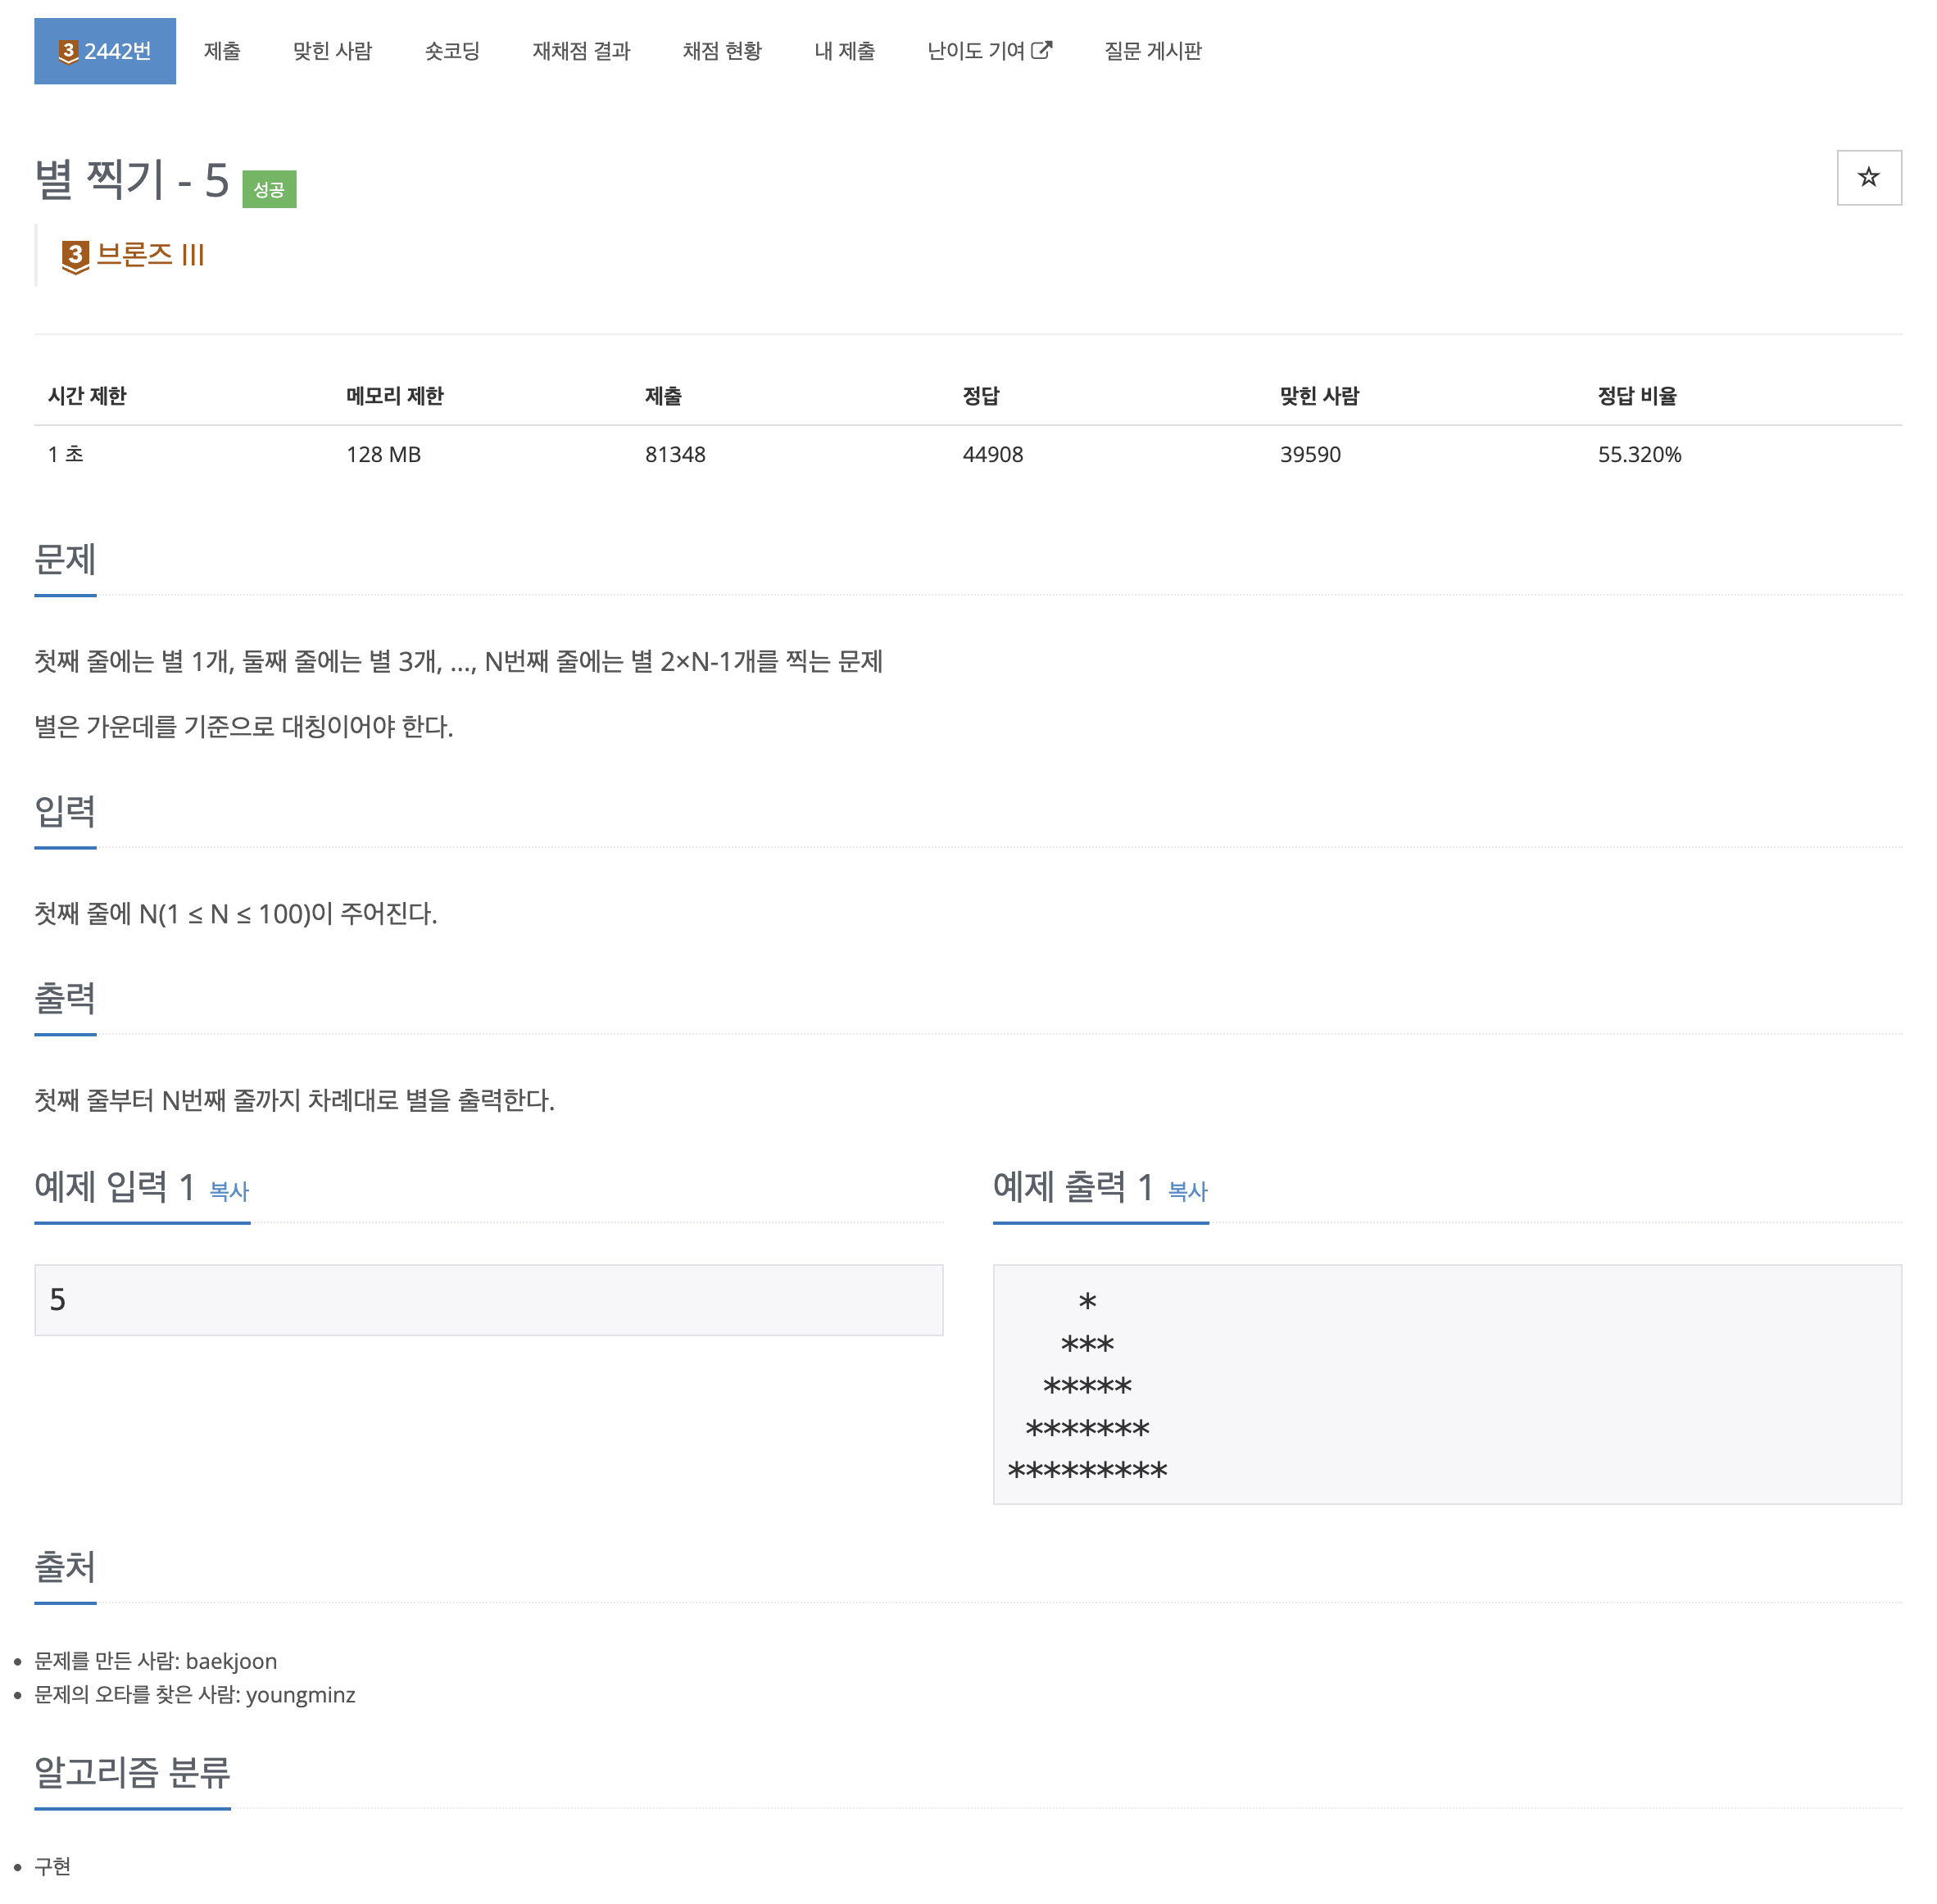 3 2442번 제출 맞힌 사람 숏코딩 재채점 결과 채점 현황 내 제출 난이도 기여 질문 게시판
별 찍기 - 5 성공
3 브론즈 III
시간 제한 메모리 제한 제출 정답 맞힌 사람 정답 비율
1 초 128 MB 81348 44908 39590 55.320%
문제
첫째 줄에는 별 1개, 둘째 줄에는 별 3개, ..., N번째 줄에는 별 2×N-1개를 찍는 문제
별은 가운데를 기준으로 대칭이어야 한다.
입력
첫째 줄에 N(1 ≤ N ≤ 100)이 주어진다.
출력
첫째 줄부터 N번째 줄까지 차례대로 별을 출력한다.
예제 입력 1 복사
5
예제 출력 1 복사
    *
   ***
  *****
 *******
*********
출처
문제를 만든 사람: baekjoon
문제의 오타를 찾은 사람: youngminz
알고리즘 분류
구현